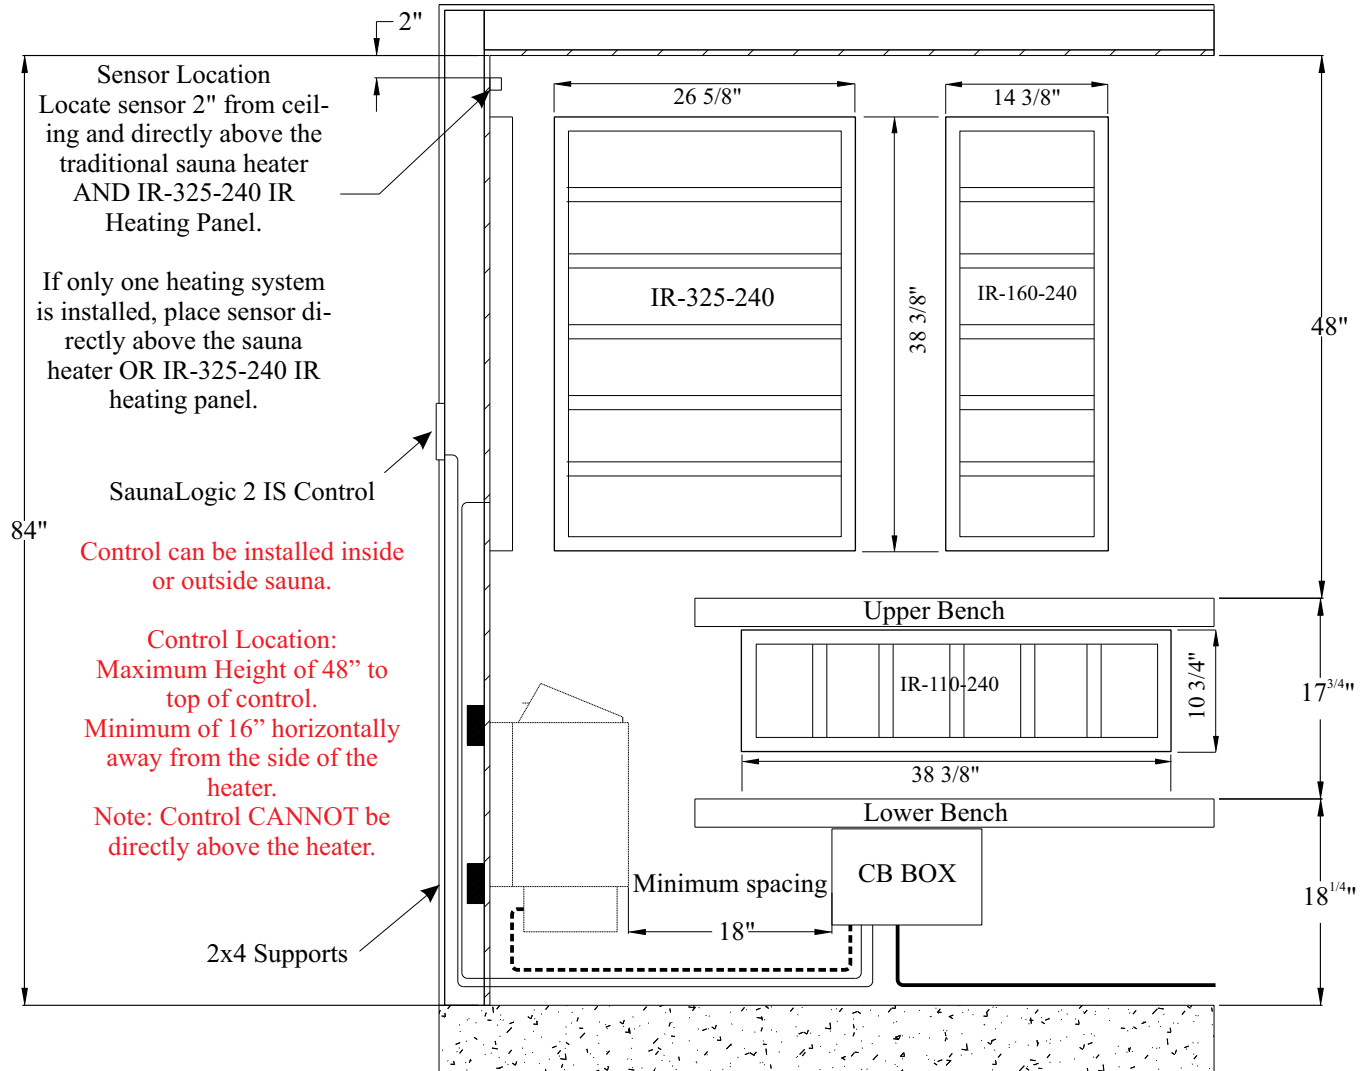 2"
Sensor Location
Locate sensor 2" from ceil-
ing and directly above the
traditional sauna heater
AND IR-325-240 IR
Heating Panel.
If only one heating system
is installed, place sensor di-
rectly above the sauna
heater OR IR-325-240 IR
heating panel.
SaunaLogic 2 IS Control
84"
Control can be installed inside
or outside sauna.
Control Location:
Maximum Height of 48” to
top of control.
Minimum of 16” horizontally
away from the side of the
heater.
Note: Control CANNOT be
directly above the heater.
2x4 Supports
26 5/8"
14 3/8"
IR-325-240
38 3/8"
IR-160-240
48"
Upper Bench
IR-110-240
10 3/4"
17 3/4"
38 3/8"
Lower Bench
CB BOX
Minimum spacing
18"
18 1/4"